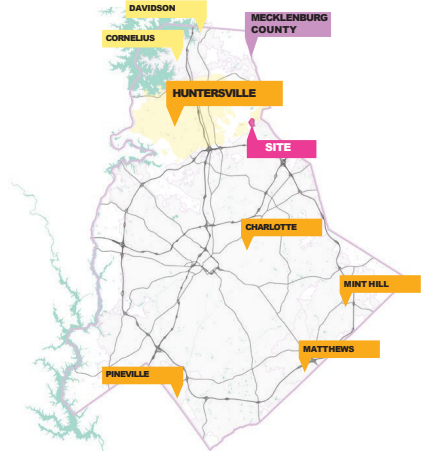 DAVIDSON
MECKLENBURG
COUNTY
CORNELIUS
HUNTERSVILLE
SITE
CHARLOTTE
MINT HILL
MATTHEWS
PINEVILLE